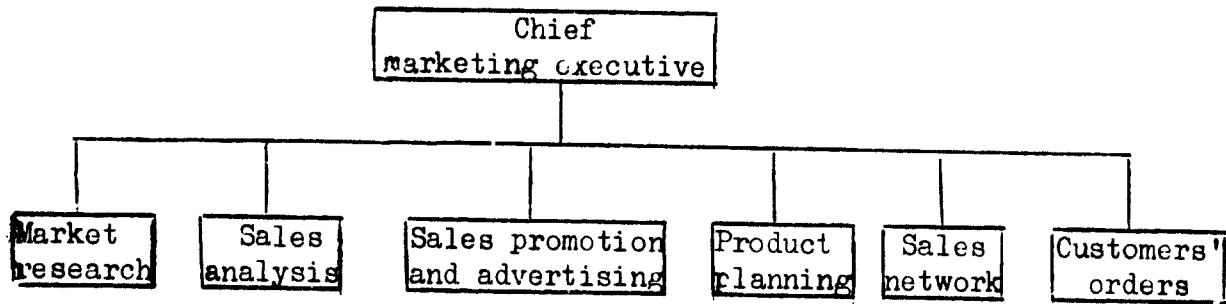 Chief
marketing executive
Market
research
Sales
analysis
Sales promotion
and advertising
Product
planning
Sales
network
Customers'
orders